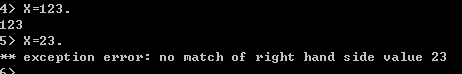 4> X=123.
123
5> X=23.
** exception error: no match of right hand side value 23
6>